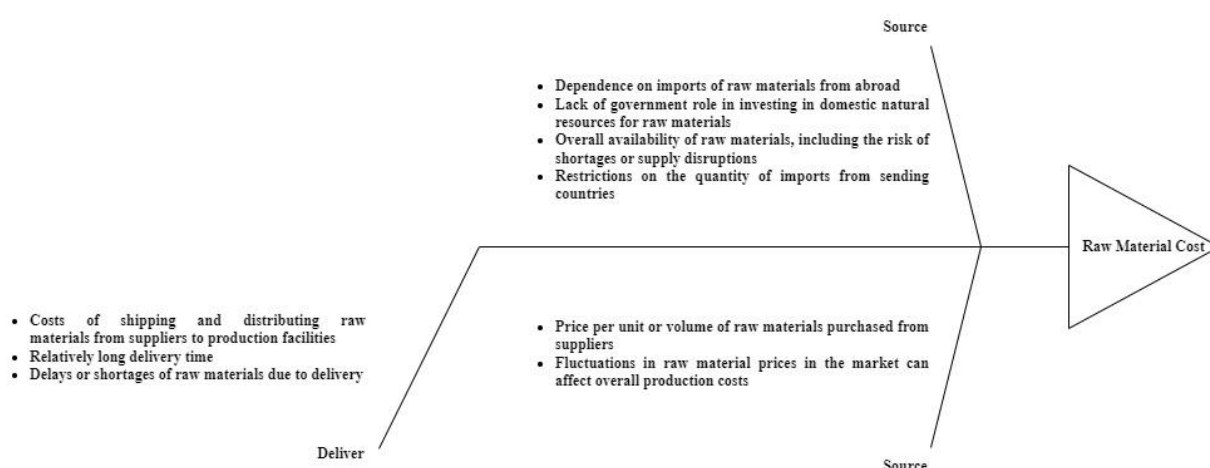 Source
• Dependence on imports of raw materials from abroad
• Lack of government role in investing in domestic natural
resources for raw materials
• Overall availability of raw materials, including the risk of
shortages or supply disruptions
• Restrictions on the quantity of imports from sending
countries
Raw Material Cost
• Costs of shipping and distributing raw
materials from suppliers to production facilities
• Relatively long delivery time
• Delays or shortages of raw materials due to delivery
• Price per unit or volume of raw materials purchased from
suppliers
• Fluctuations in raw material prices in the market can
affect overall production costs
Deliver
Source